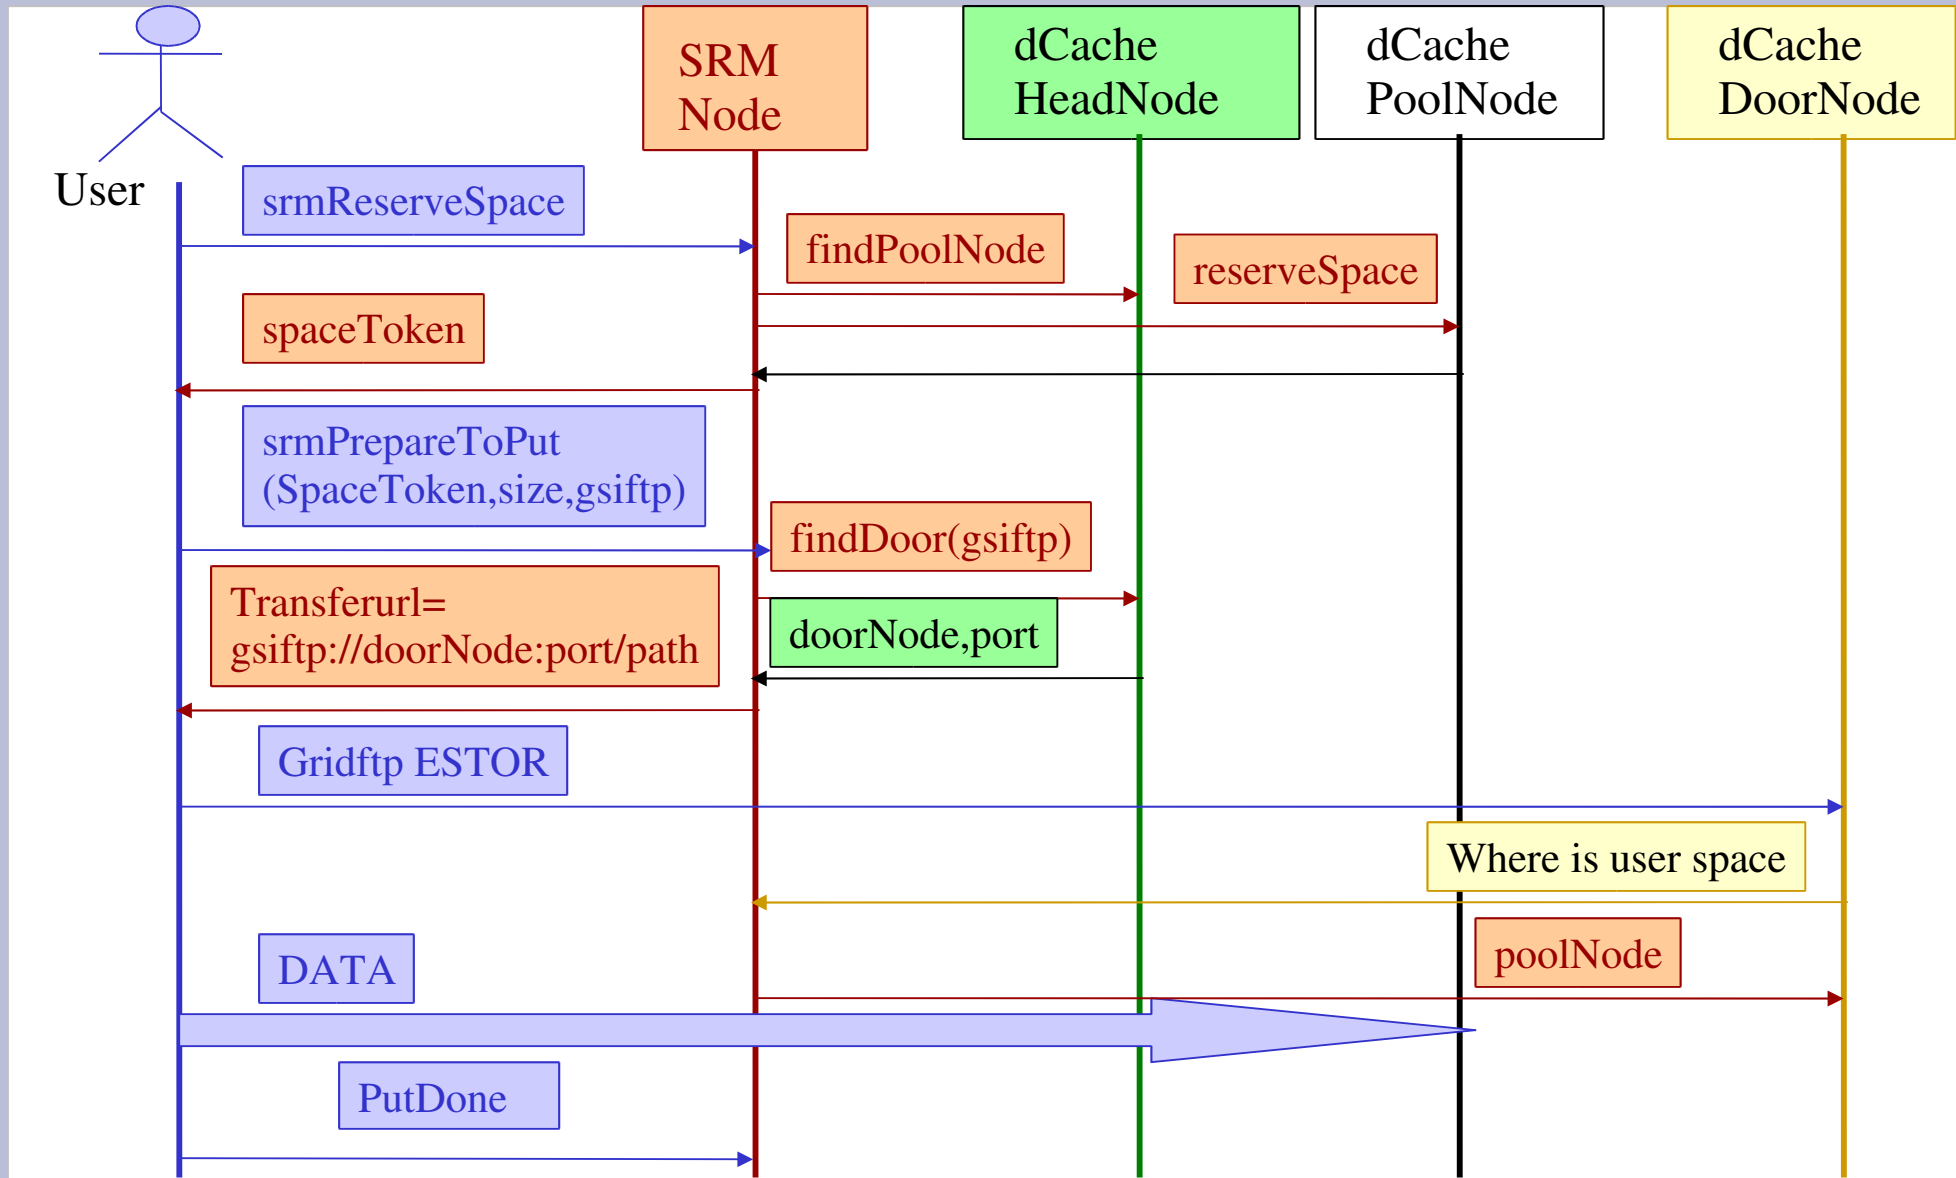 SRM
Node
dCache
HeadNode
dCache
PoolNode
dCache
DoorNode
User
srmReserveSpace
findPoolNode
reserveSpace
spaceToken
srmPrepareToPut
(SpaceToken,size,gsiftp)
findDoor(gsiftp)
Transferurl=
gsiftp://doorNode:port/path
doorNode,port
Gridftp ESTOR
Where is user space
poolNode
DATA
PutDone